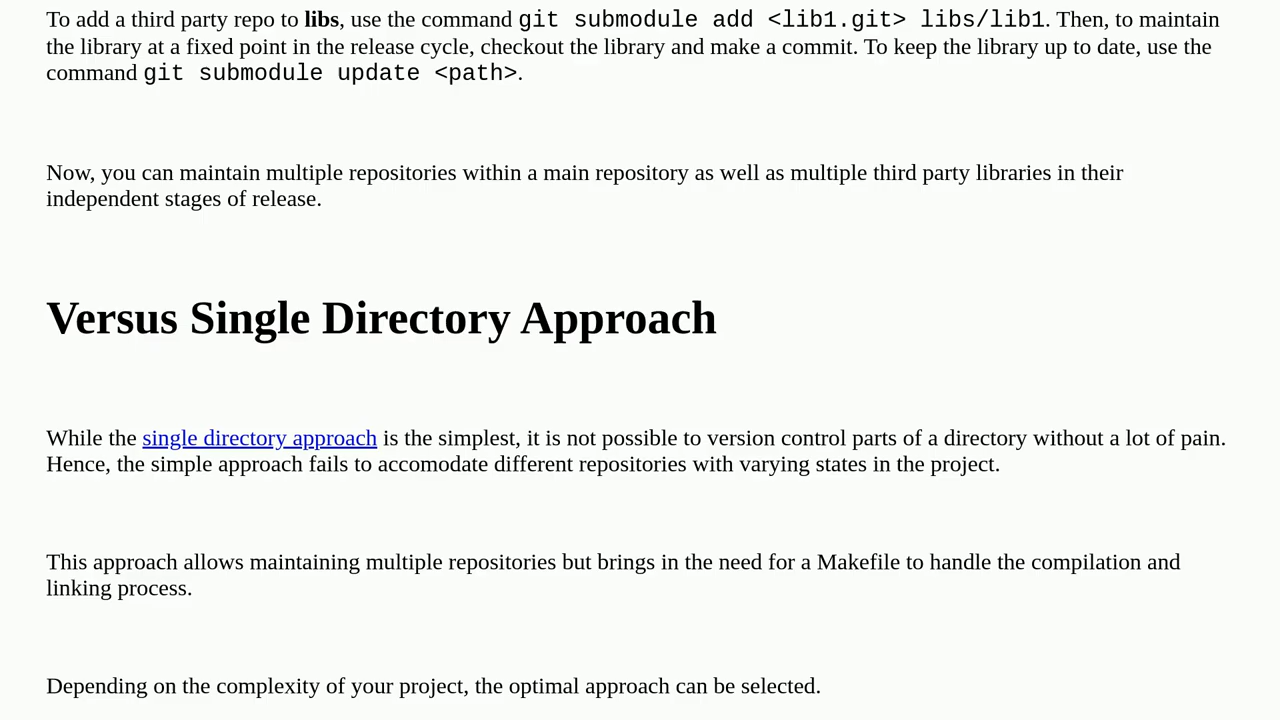 To add a third party repo to libs, use the command git submodule add <lib1.git> libs/lib1. Then, to maintain
the library at a fixed point in the release cycle, checkout the library and make a commit. To keep the library up to date, use the
command git submodule update <path>.
Now, you can maintain multiple repositories within a main repository as well as multiple third party libraries in their
independent stages of release.
Versus Single Directory Approach
While the single directory approach is the simplest, it is not possible to version control parts of a directory without a lot of pain.
Hence, the simple approach fails to accomodate different repositories with varying states in the project.
This approach allows maintaining multiple repositories but brings in the need for a Makefile to handle the compilation and
linking process.
Depending on the complexity of your project, the optimal approach can be selected.